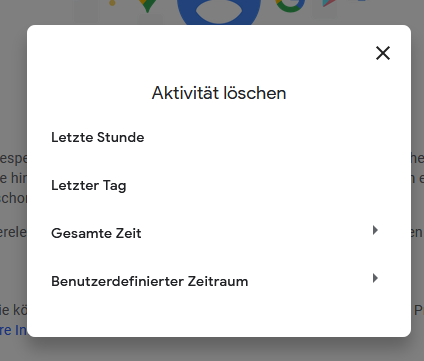 Aktivität löschen
Letzte Stunde
Letzter Tag
Gesamte Zeit
Benutzerdefinierter Zeitraum